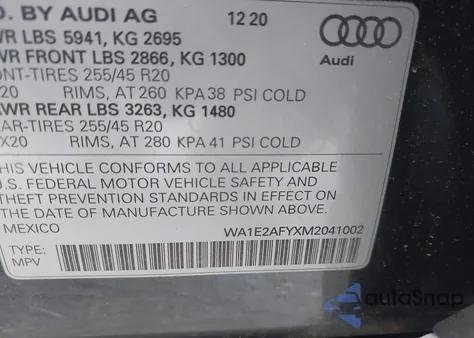 D. BY AUDI AG 12 20
WR LBS 5941, KG 2695
WR FRONT LBS 2866, KG 1300
ONT-TIRES 255/45 R20
20 RIMS, AT 260 KPA 38 PSI COLD
AWR REAR LBS 3263, KG 1480
AR-TIRES 255/45 R20
X20 RIMS, AT 280 KPA 41 PSI COLD
Audi
HIS VEHICLE CONFORMS TO ALL APPLICABLE
U.S. FEDERAL MOTOR VEHICLE SAFETY AND
THEFT PREVENTION STANDARDS IN EFFECT ON
THE DATE OF MANUFACTURE SHOWN ABOVE.
MEXICO WA1E2AFYXM2041002
TYPE:
MPV
autoSnap